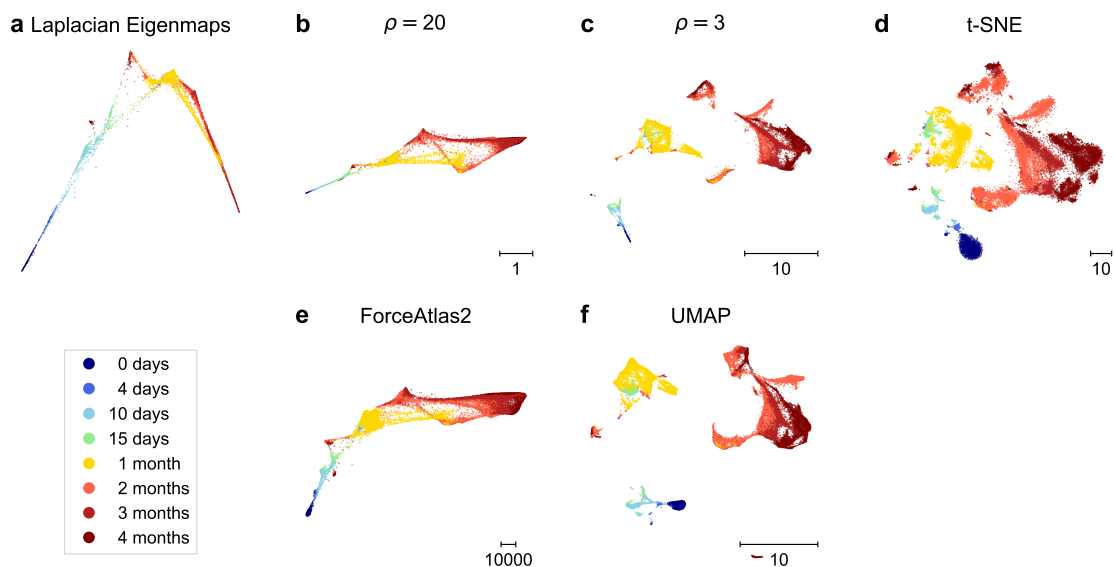 a Laplacian Eigenmaps
b ρ = 20
c ρ = 3
d t-SNE
1
10
10
e ForceAtlas2
f UMAP
0 days
4 days
10 days
15 days
1 month
2 months
3 months
4 months
10000
10